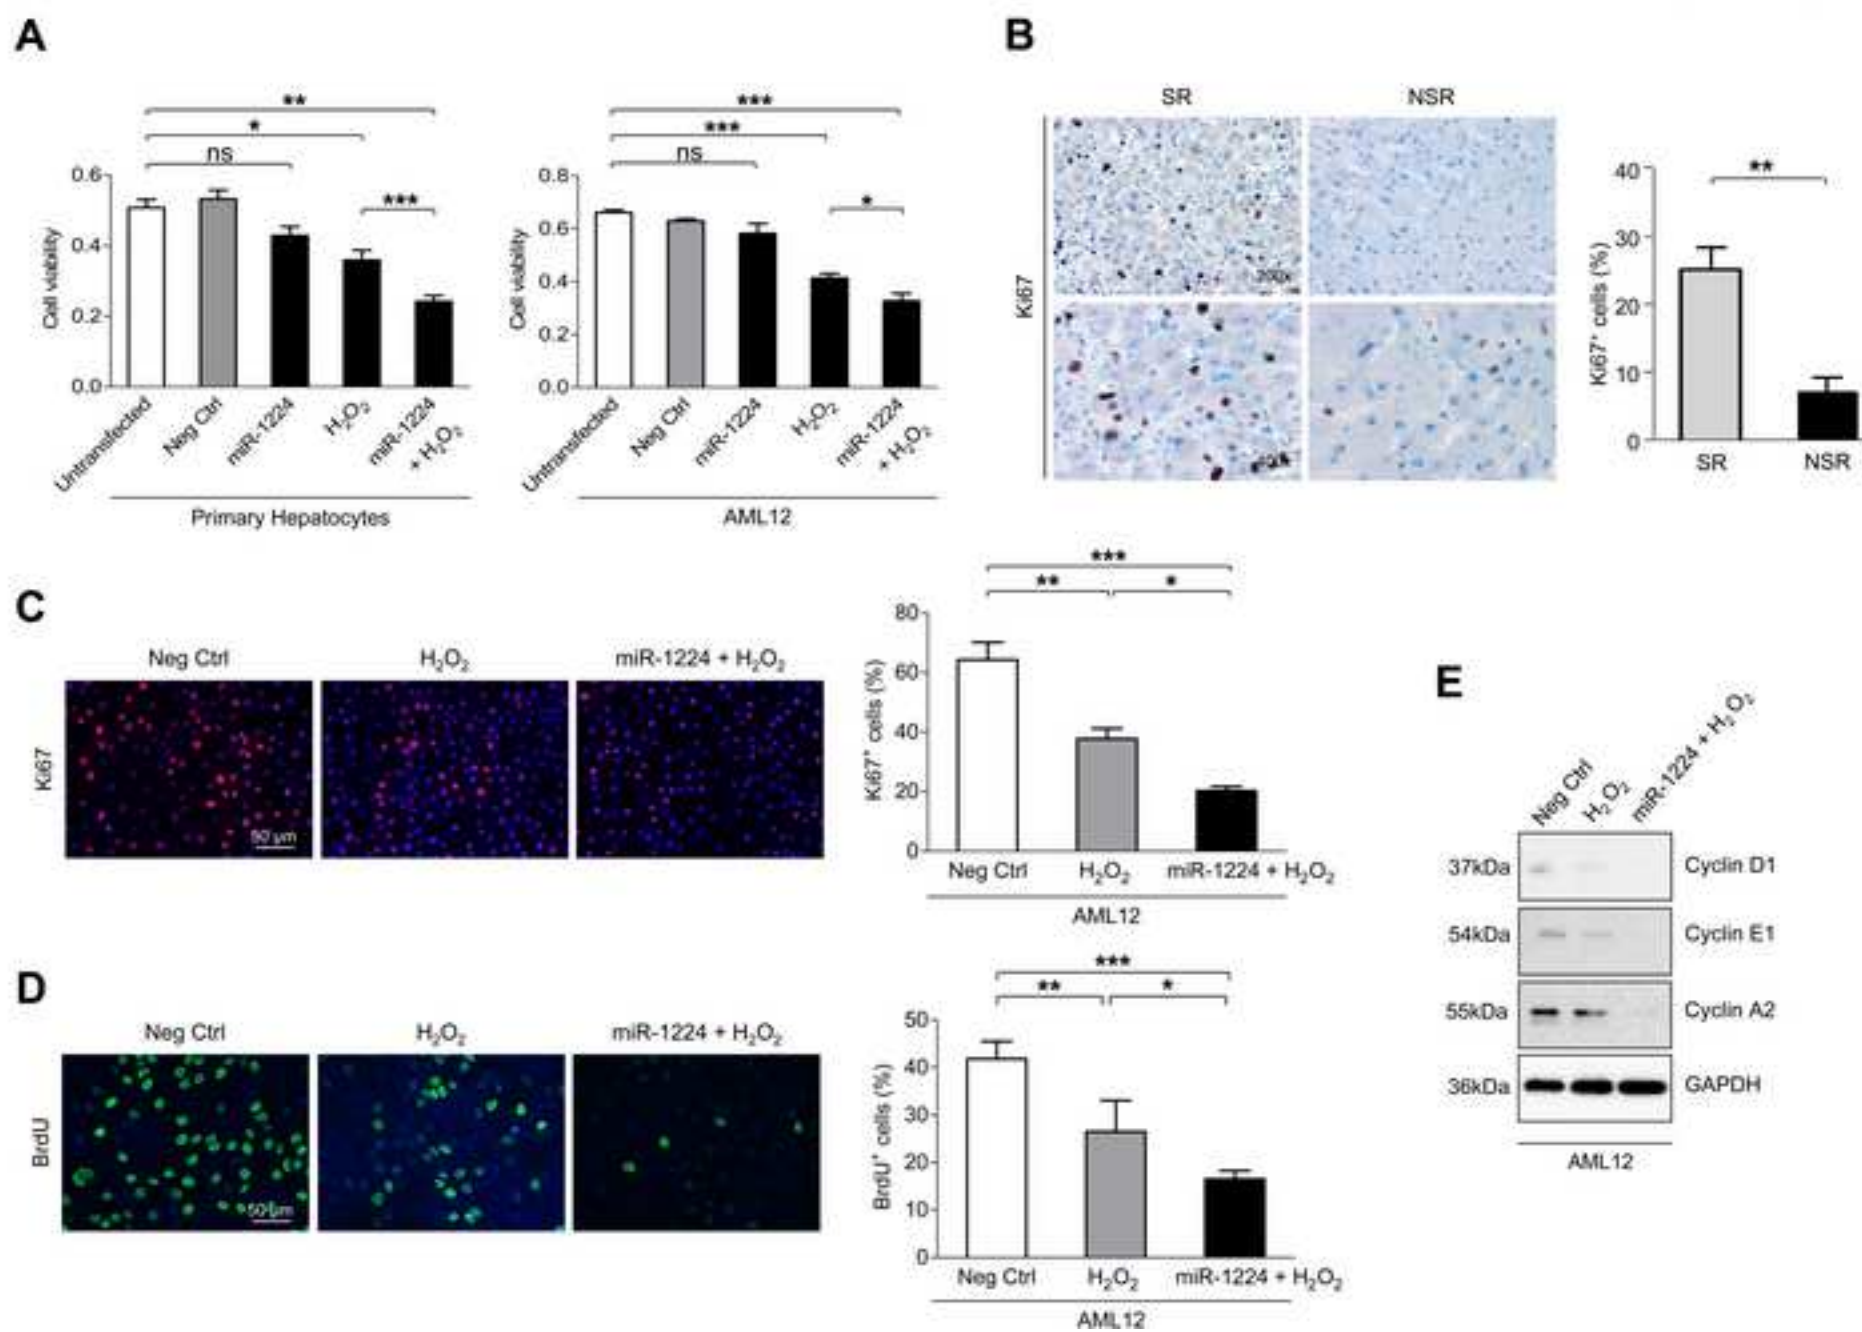 A
**
*
ns
***
0.6
0.4
0.2
0.0
Cell viability
Untransfected
Neg Ctrl
miR-1224
H₂O₂
miR-1224
+ H₂O₂
Primary Hepatocytes
***
***
ns
*
0.8
0.6
0.4
0.2
0.0
Cell viability
Untransfected
Neg Ctrl
miR-1224
H₂O₂
miR-1224
+ H₂O₂
AML12
B
SR
NSR
Ki67
200x
**
40
30
20
10
0
Ki67⁺ cells (%)
SR
NSR
C
Neg Ctrl
H₂O₂
miR-1224 + H₂O₂
Ki67
50 µm
***
**
*
80
60
40
20
0
Ki67⁺ cells (%)
Neg Ctrl
H₂O₂
miR-1224 + H₂O₂
AML12
D
Neg Ctrl
H₂O₂
miR-1224 + H₂O₂
BrdU
50 µm
***
**
*
50
40
30
20
10
0
BrdU⁺ cells (%)
Neg Ctrl
H₂O₂
miR-1224 + H₂O₂
AML12
E
Neg Ctrl
H₂O₂
miR-1224 + H₂O₂
37kDa
Cyclin D1
54kDa
Cyclin E1
55kDa
Cyclin A2
36kDa
GAPDH
AML12